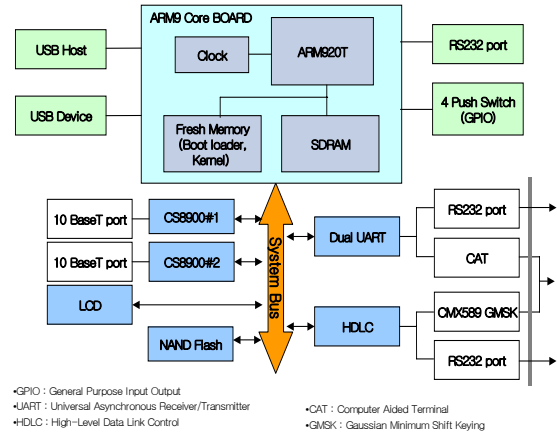 ARM9 Core BOARD
USB Host
Clock
ARM920T
RS232 port
USB Device
Fresh Memory
(Boot loader,
Kernel)
SDRAM
4 Push Switch
(GPIO)
10 BaseT port
CS8900#1
10 BaseT port
CS8900#2
LCD
NAND Flash
System Bus
Dual UART
HDLC
RS232 port
CAT
CMX589 GMSK
RS232 port
•GPIO : General Purpose Input Output
•UART : Universal Asynchronous Receiver/Transmitter
•HDLC : High-Level Data Link Control
•CAT : Computer Aided Terminal
•GMSK : Gaussian Minimum Shift Keying